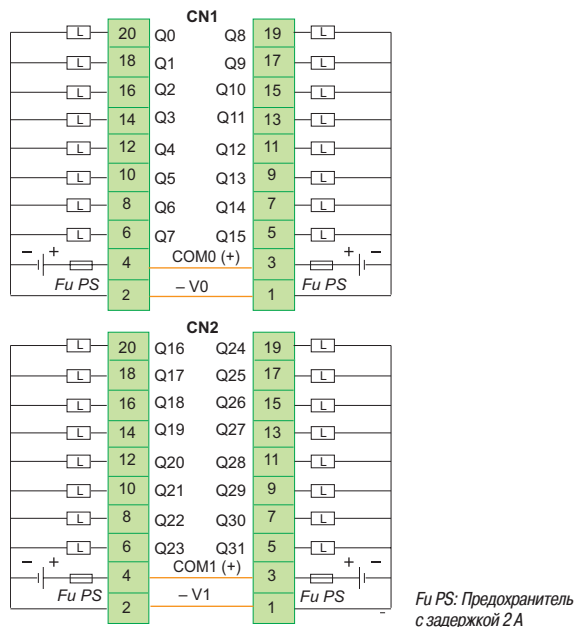 CN1
L 20 Q0 Q8 19 L
L 18 Q1 Q9 17 L
L 16 Q2 Q10 15 L
L 14 Q3 Q11 13 L
L 12 Q4 Q12 11 L
L 10 Q5 Q13 9 L
L 8 Q6 Q14 7 L
L 6 Q7 Q15 5 L
– + 4 COM0 (+) 3 + –
Fu PS 2 – V0 1 Fu PS
CN2
L 20 Q16 Q24 19 L
L 18 Q17 Q25 17 L
L 16 Q18 Q26 15 L
L 14 Q19 Q27 13 L
L 12 Q20 Q28 11 L
L 10 Q21 Q29 9 L
L 8 Q22 Q30 7 L
L 6 Q23 Q31 5 L
– + 4 COM1 (+) 3 + –
Fu PS 2 – V1 1 Fu PS
Fu PS: Предохранитель
с задержкой 2 А